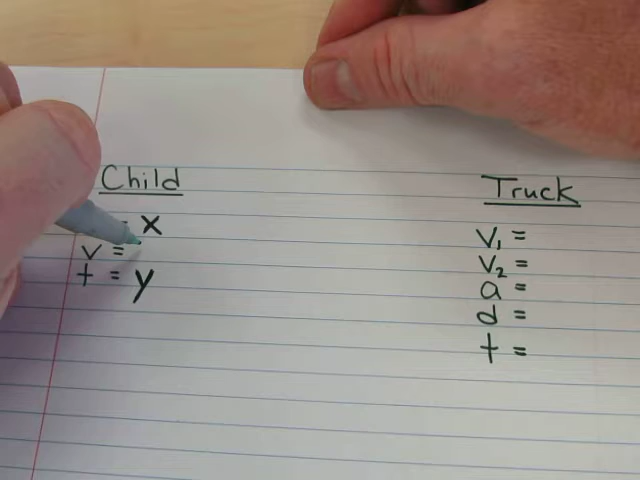 Child
= x
v =
t = y
Truck
v₁ =
v₂ =
a =
d =
t =